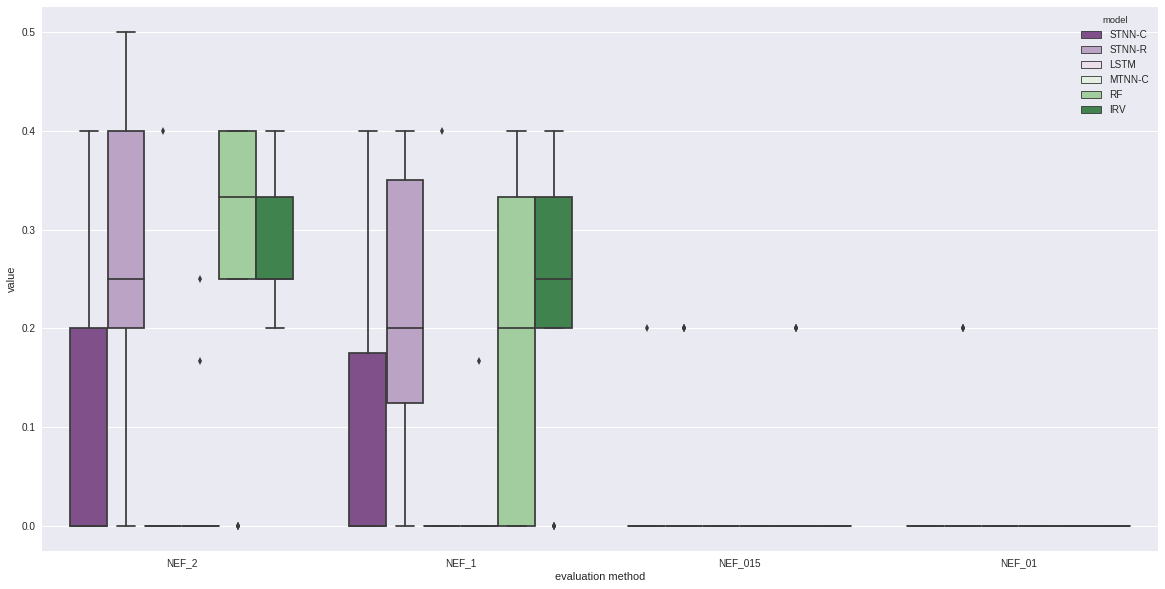 model
STNN-C
STNN-R
LSTM
MTNN-C
RF
IRV
0.5
0.4
0.3
0.2
0.1
0.0
value
NEF_2
NEF_1
NEF_015
NEF_01
evaluation method